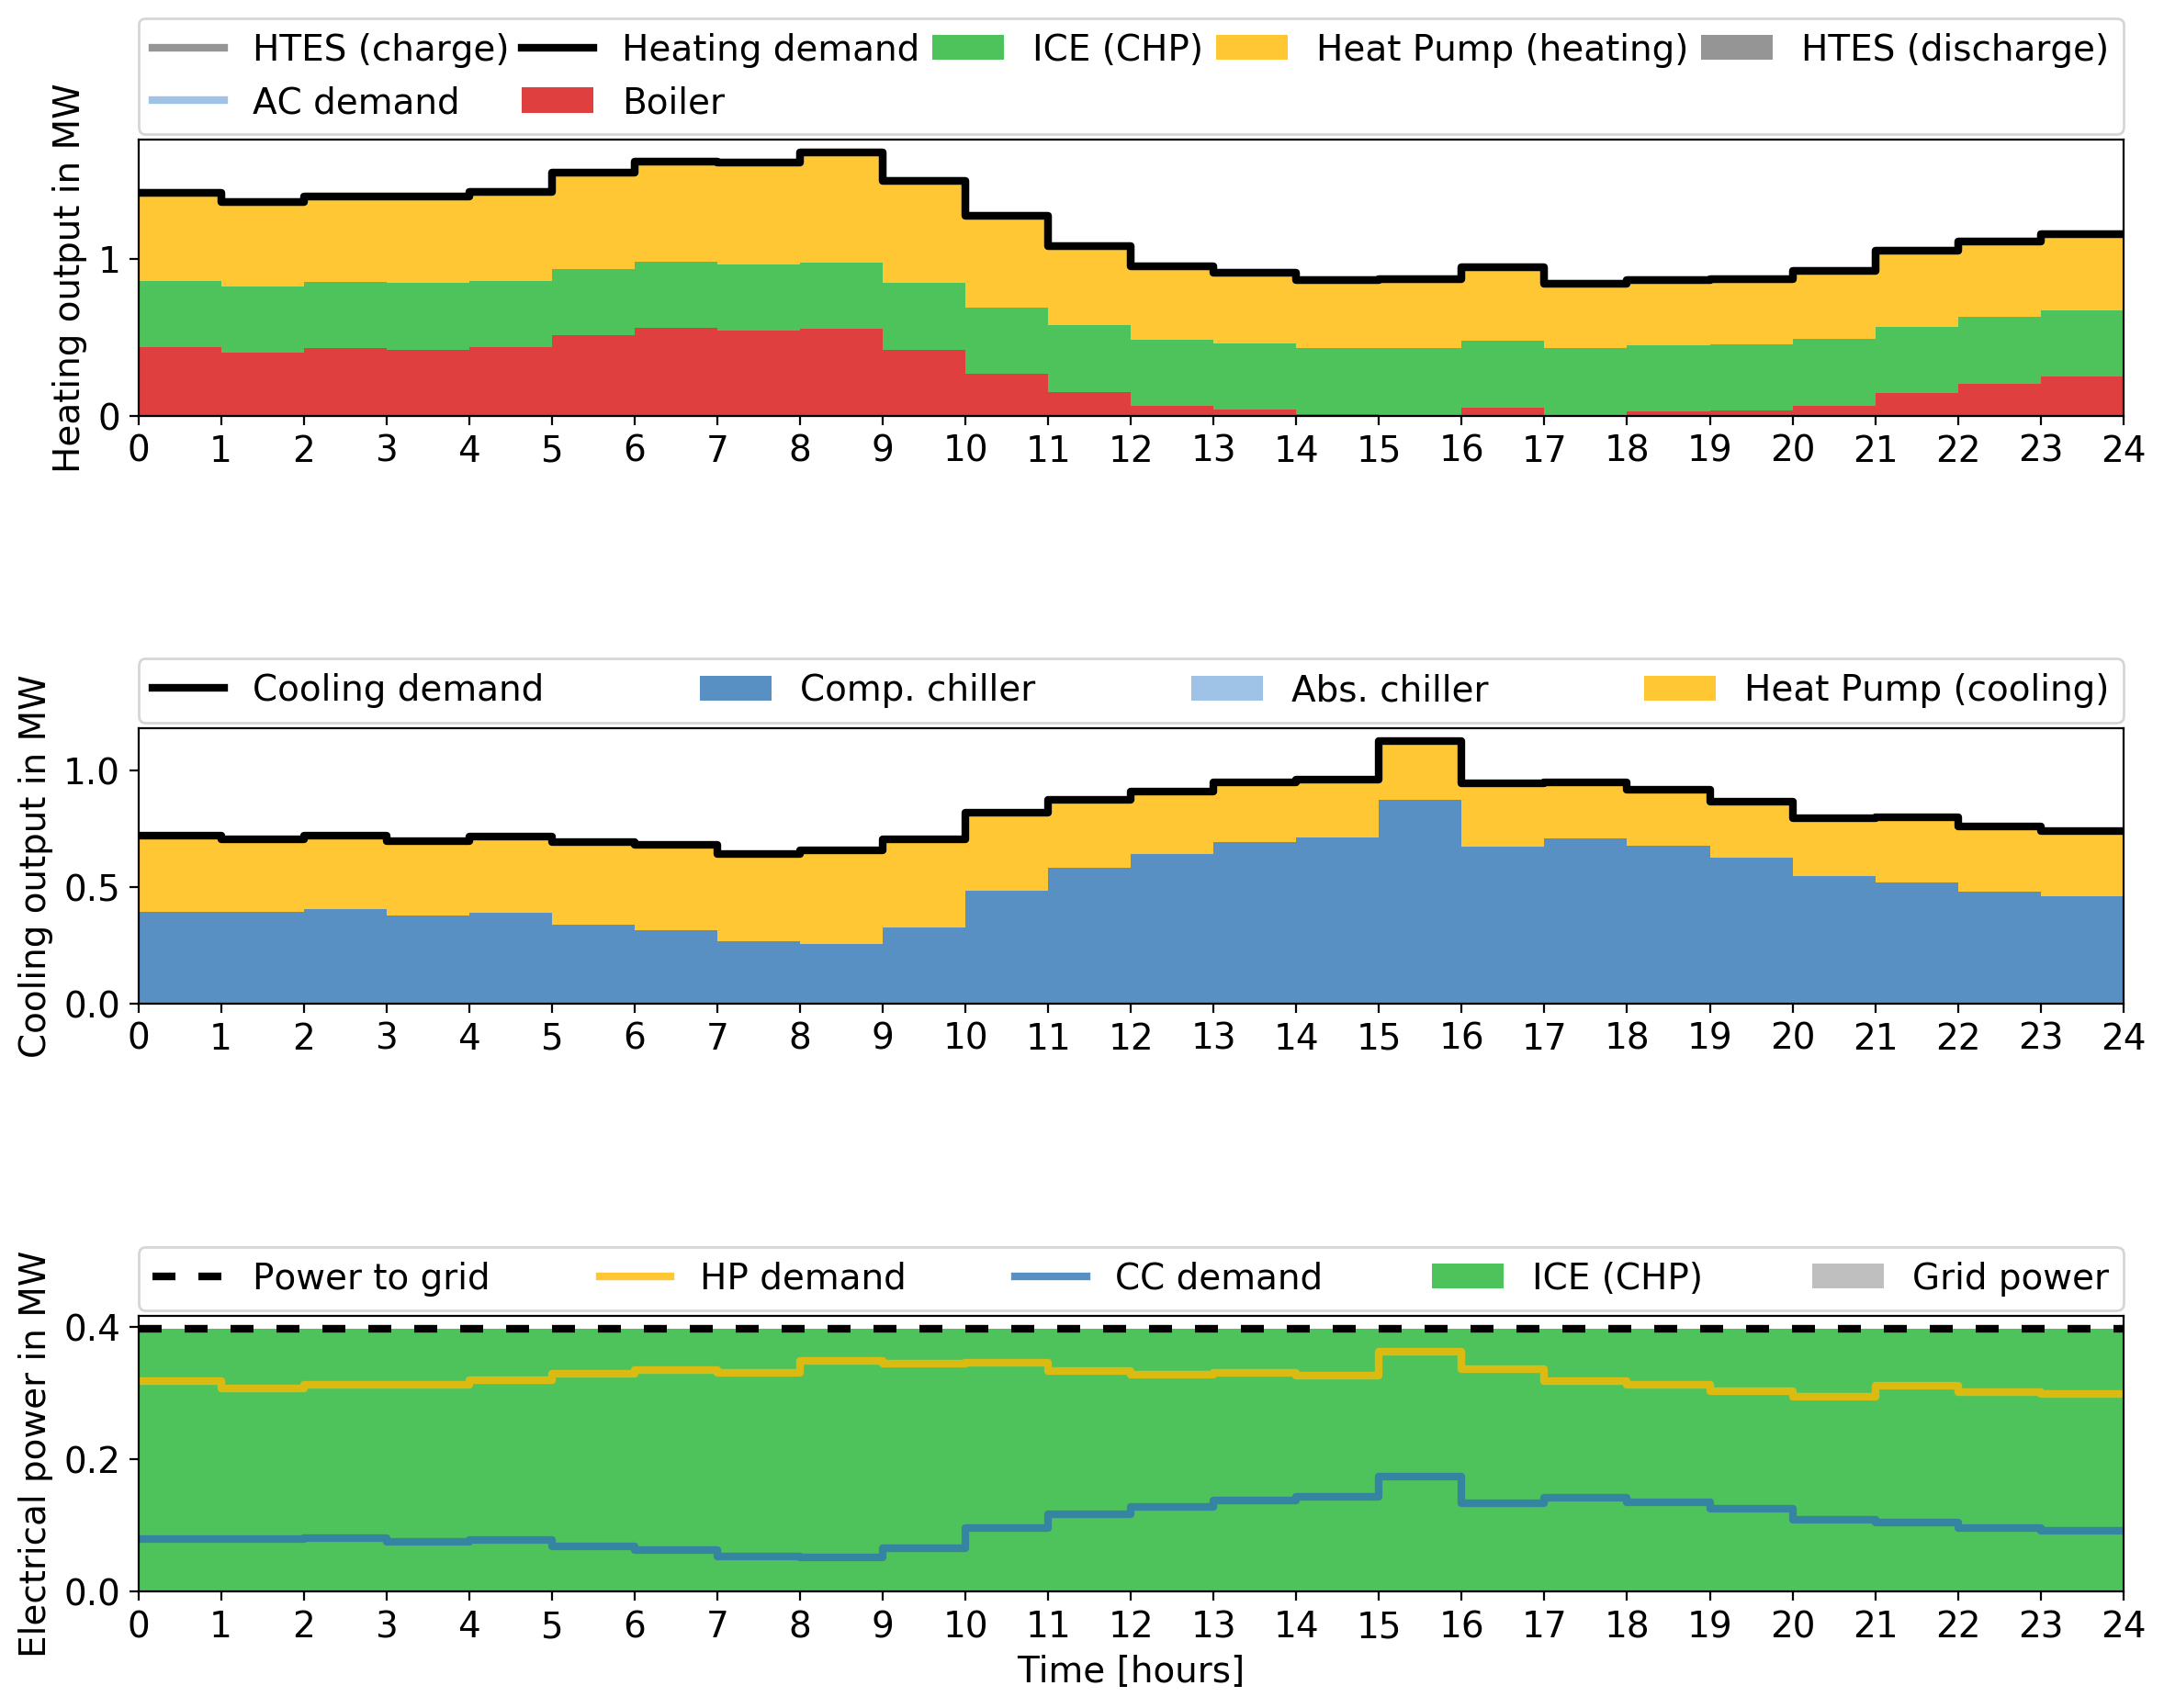 HTES (charge) Heating demand ICE (CHP) Heat Pump (heating) HTES (discharge)
AC demand Boiler
Heating output in MW
1
0
0 1 2 3 4 5 6 7 8 9 10 11 12 13 14 15 16 17 18 19 20 21 22 23 24
Cooling demand Comp. chiller Abs. chiller Heat Pump (cooling)
Cooling output in MW
1.0
0.5
0.0
0 1 2 3 4 5 6 7 8 9 10 11 12 13 14 15 16 17 18 19 20 21 22 23 24
Power to grid HP demand CC demand ICE (CHP) Grid power
Electrical power in MW
0.4
0.2
0.0
0 1 2 3 4 5 6 7 8 9 10 11 12 13 14 15 16 17 18 19 20 21 22 23 24
Time [hours]